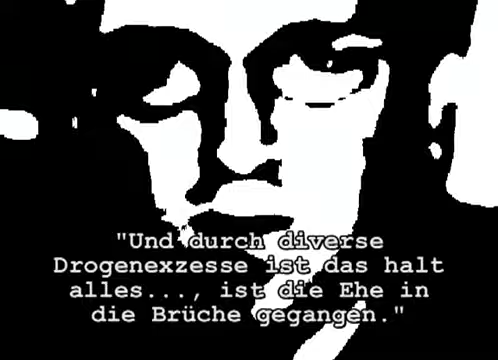 "Und durch diverse
Drogenexzesse ist das halt
alles..., ist die Ehe in
die Brüche gegangen."